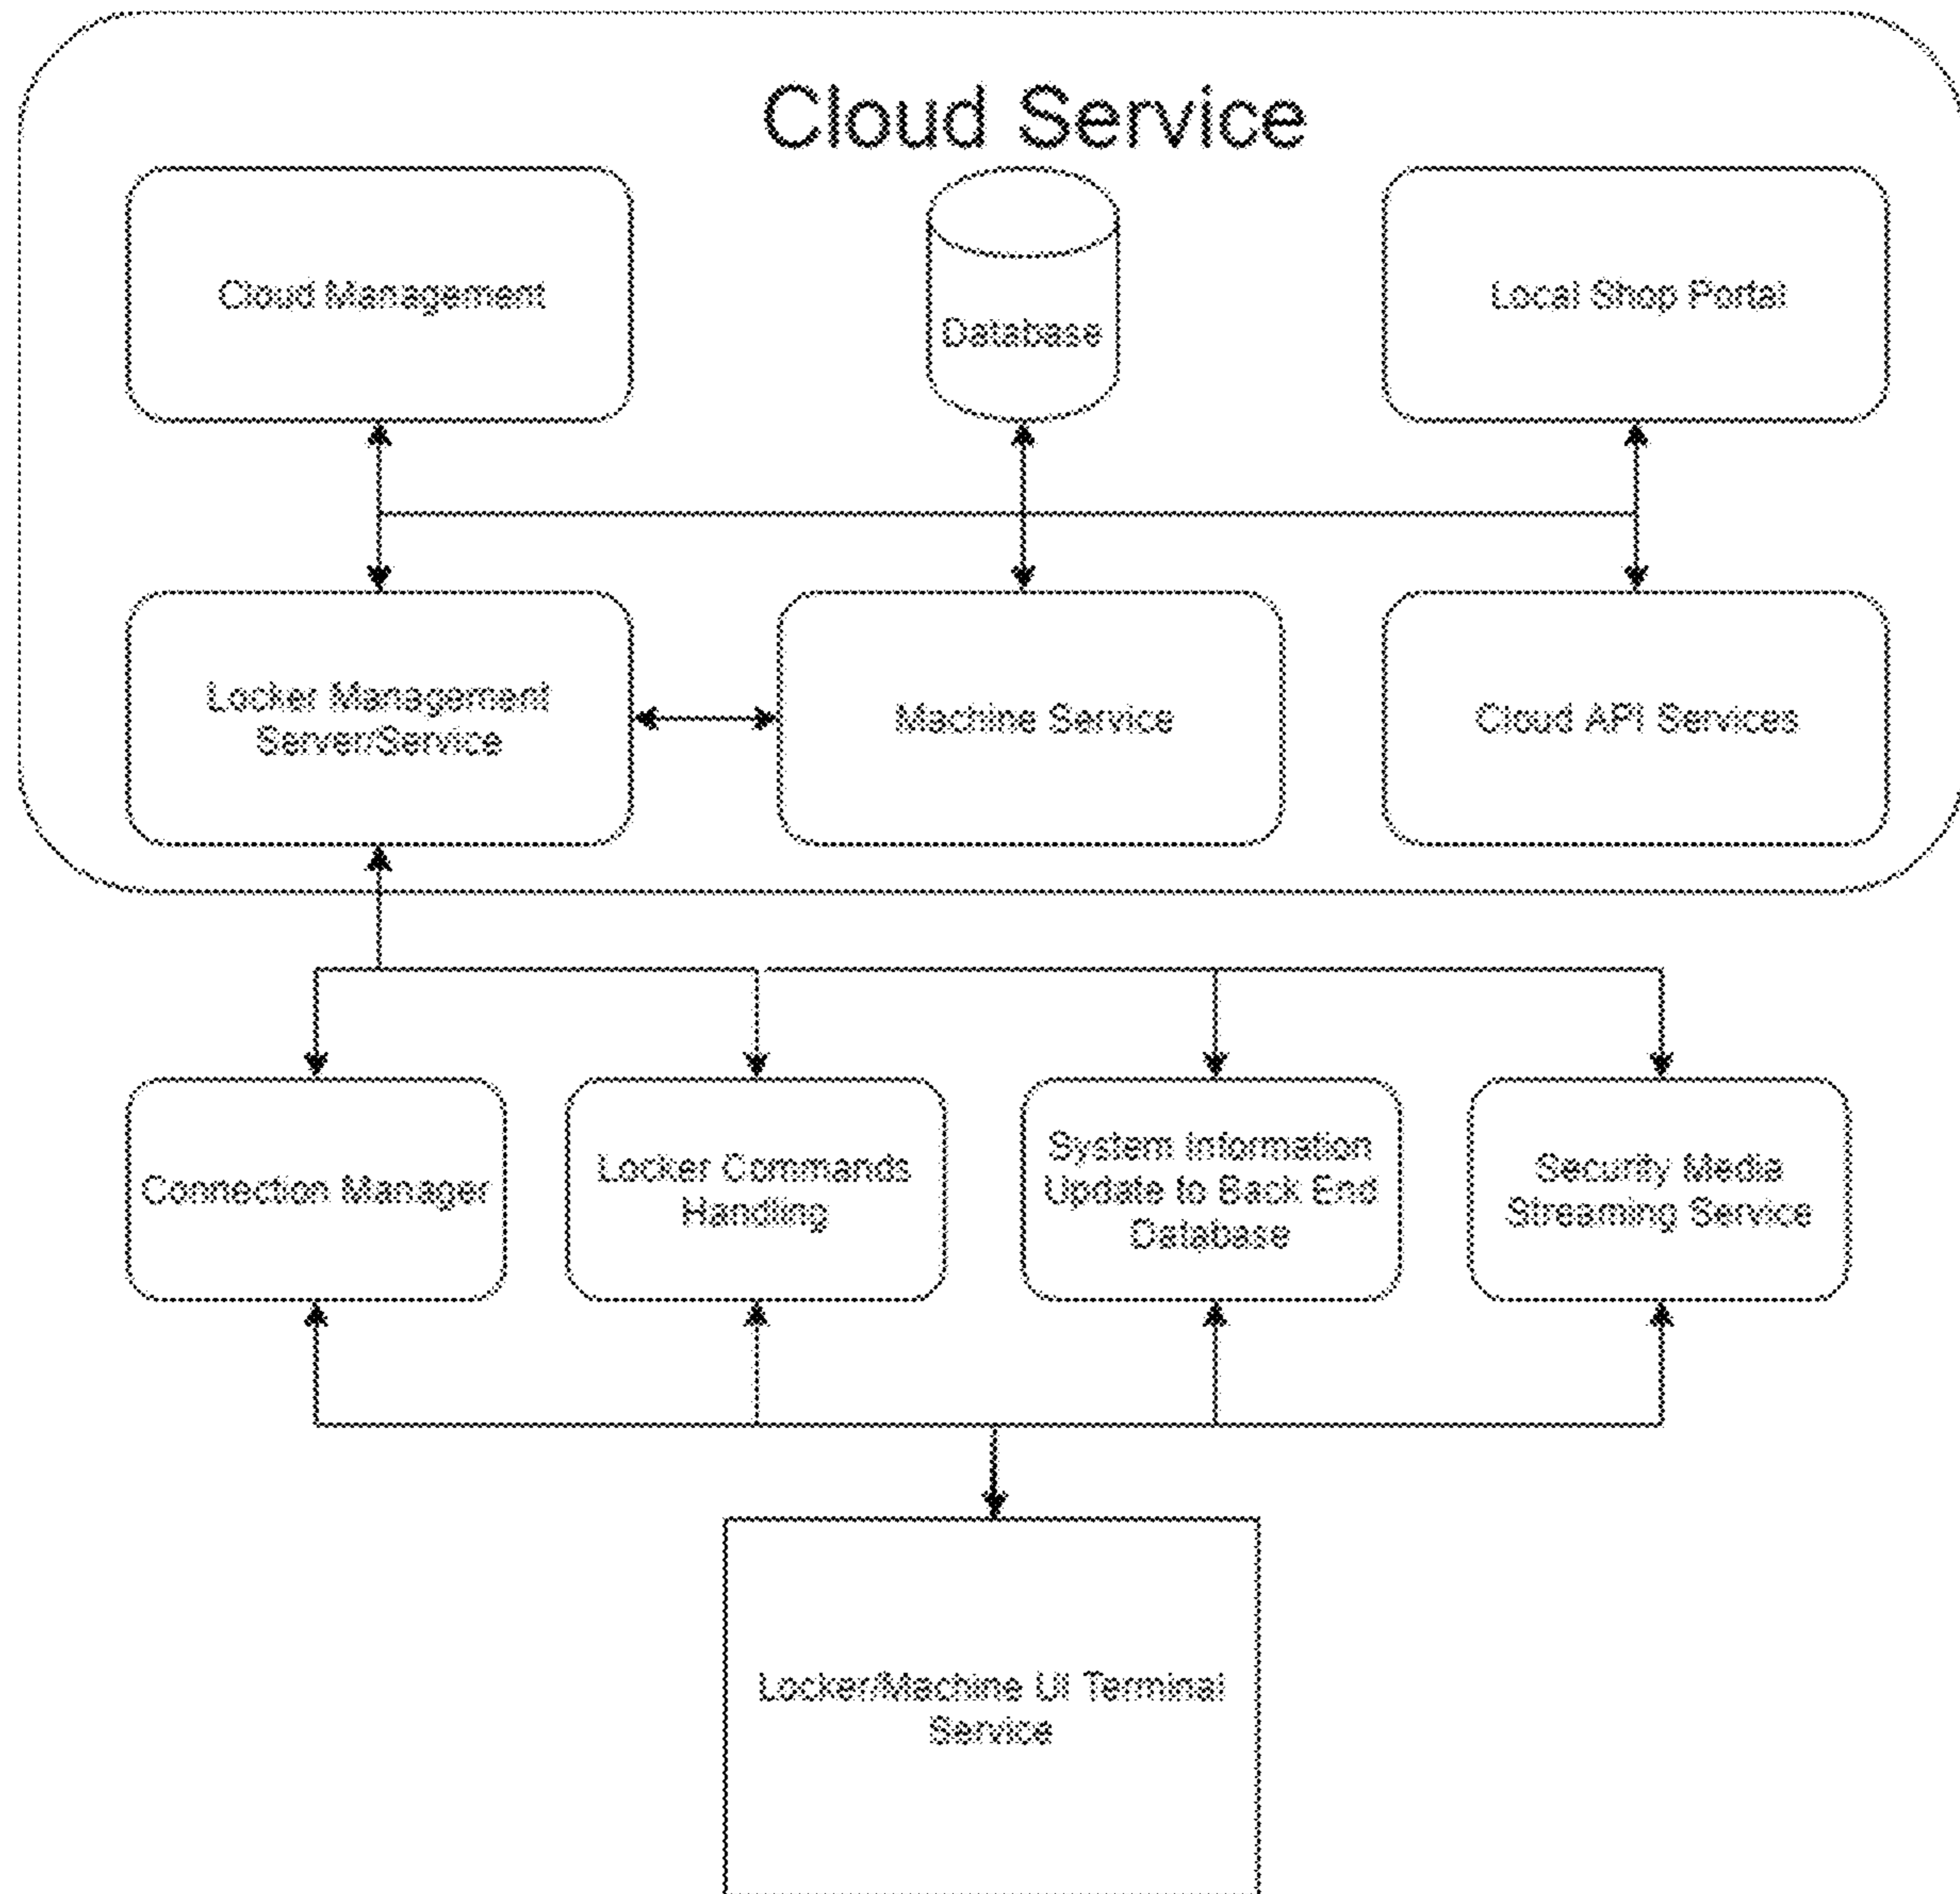 Cloud Service
Cloud Management
Database
Local Shop Portal
Locker Management
Server/Service
Machine Service
Cloud API Services
Connection Manager
Locker Commands
Handling
System Information
Update to Back End
Database
Security Media
Streaming Service
Locker/Machine UI Terminal
Service